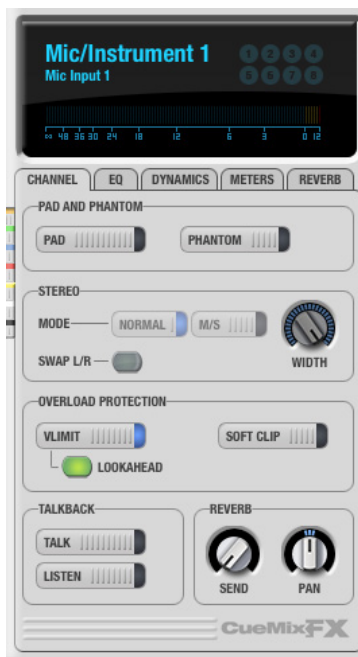 Mic/Instrument 1
Mic Input 1
1 2 3 4
5 6 7 8
∞ 48 36 30 24 18 12 6 3 0 12
CHANNEL EQ DYNAMICS METERS REVERB
PAD AND PHANTOM
PAD PHANTOM
STEREO
MODE NORMAL M/S
SWAP L/R WIDTH
OVERLOAD PROTECTION
VLIMIT SOFT CLIP
LOOKAHEAD
TALKBACK REVERB
TALK
LISTEN SEND PAN
CueMixFX